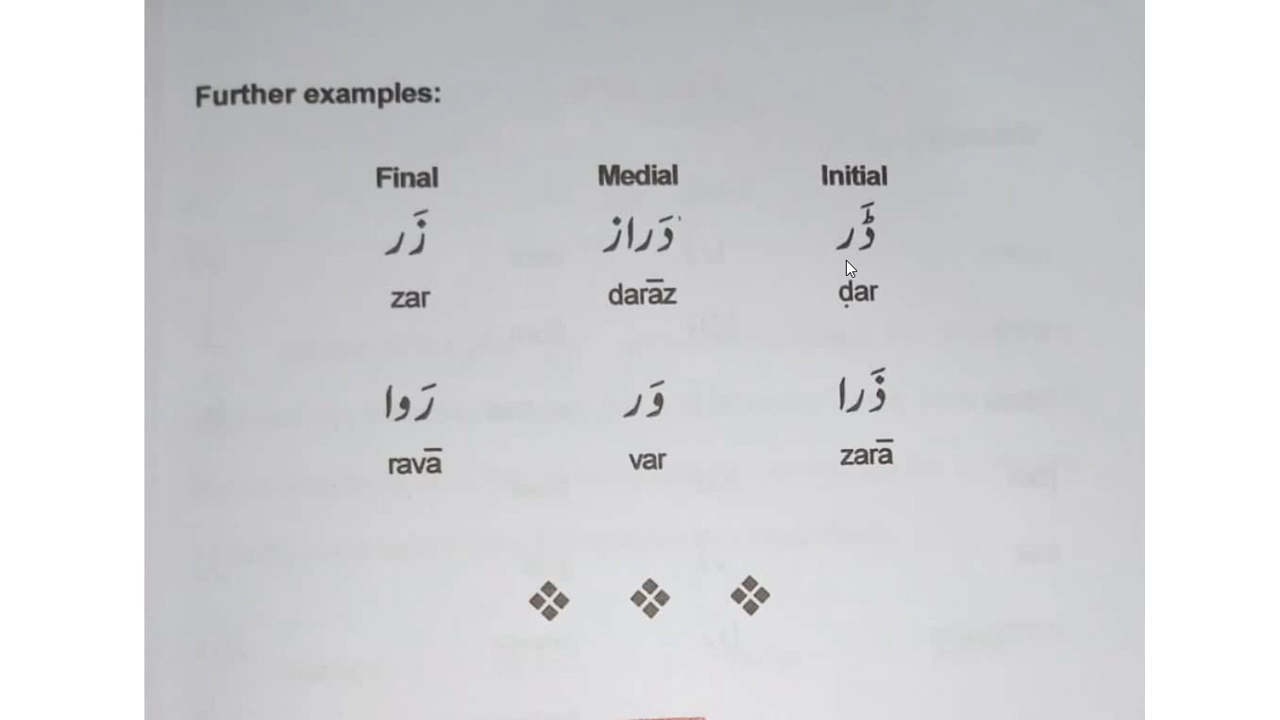 Further examples:
Final Medial Initial
زَر دَراز ڈَر
zar darāz ḍar
رَوا وَر ذَرا
ravā var zarā